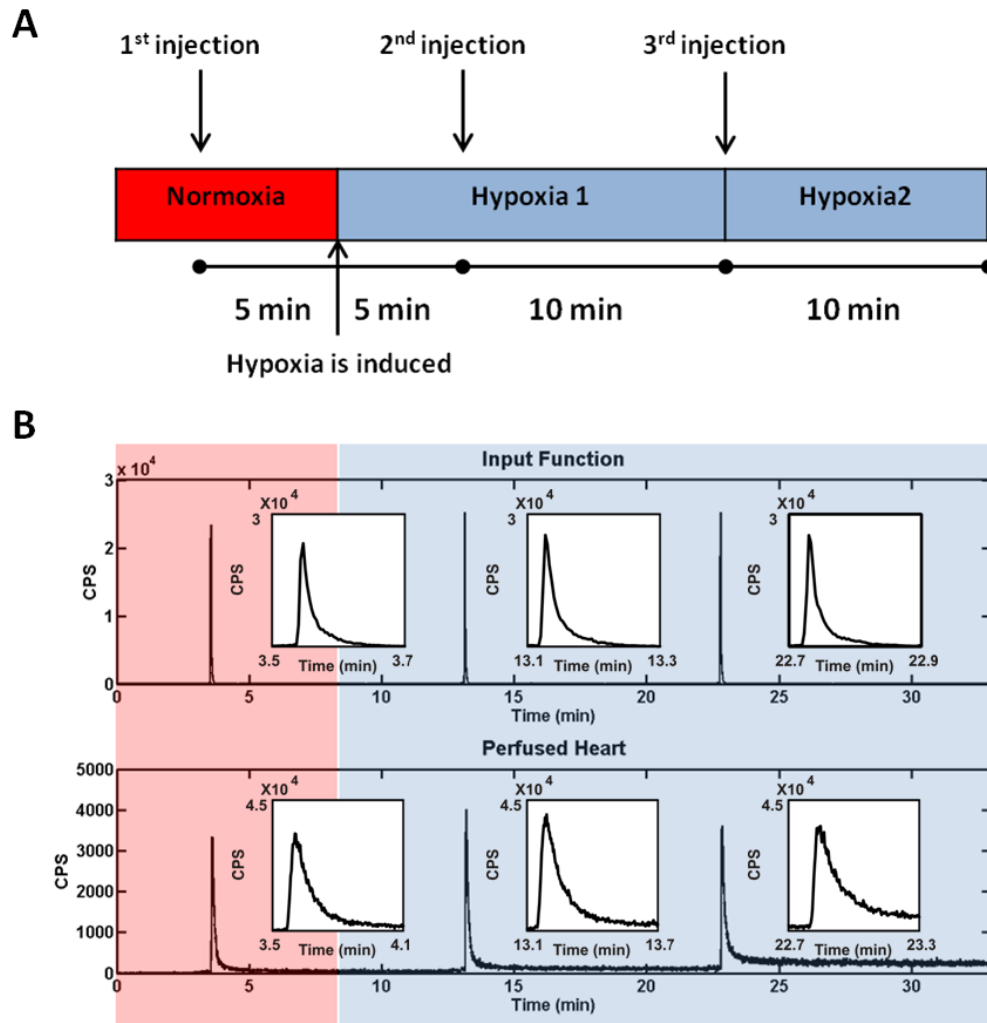 A
1st injection 2nd injection 3rd injection
Normoxia Hypoxia 1 Hypoxia2
5 min 5 min 10 min 10 min
Hypoxia is induced
B
Input Function
x 10^4
3
2
1
0
CPS
X10^4
3
CPS
3.5 Time (min) 3.7
X10^4
3
CPS
13.1 Time (min) 13.3
X10^4
3
CPS
22.7 Time (min) 22.9
0 5 10 15 20 25 30
Time (min)
Perfused Heart
5000
4000
3000
2000
1000
0
CPS
X10^4
4.5
CPS
3.5 Time (min) 4.1
X10^4
4.5
CPS
13.1 Time (min) 13.7
X10^4
4.5
CPS
22.7 Time (min) 23.3
0 5 10 15 20 25 30
Time (min)